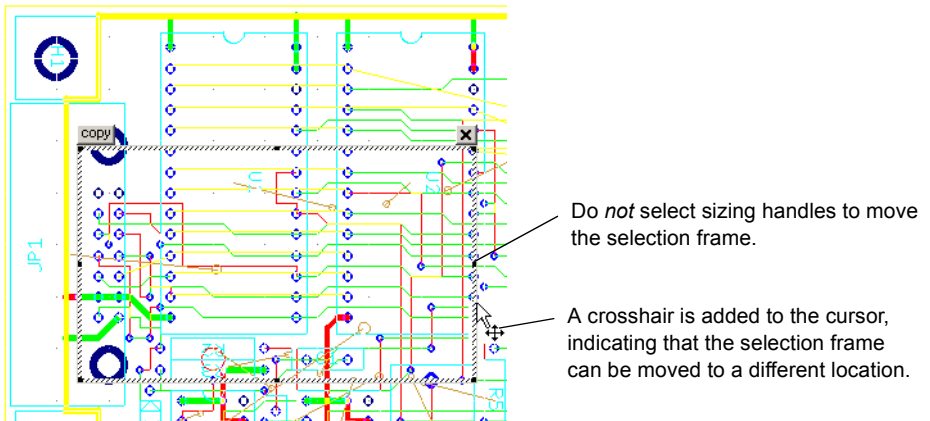 H1
copy
U1
U2
JP1
Do not select sizing handles to move
the selection frame.
A crosshair is added to the cursor,
indicating that the selection frame
can be moved to a different location.
R5